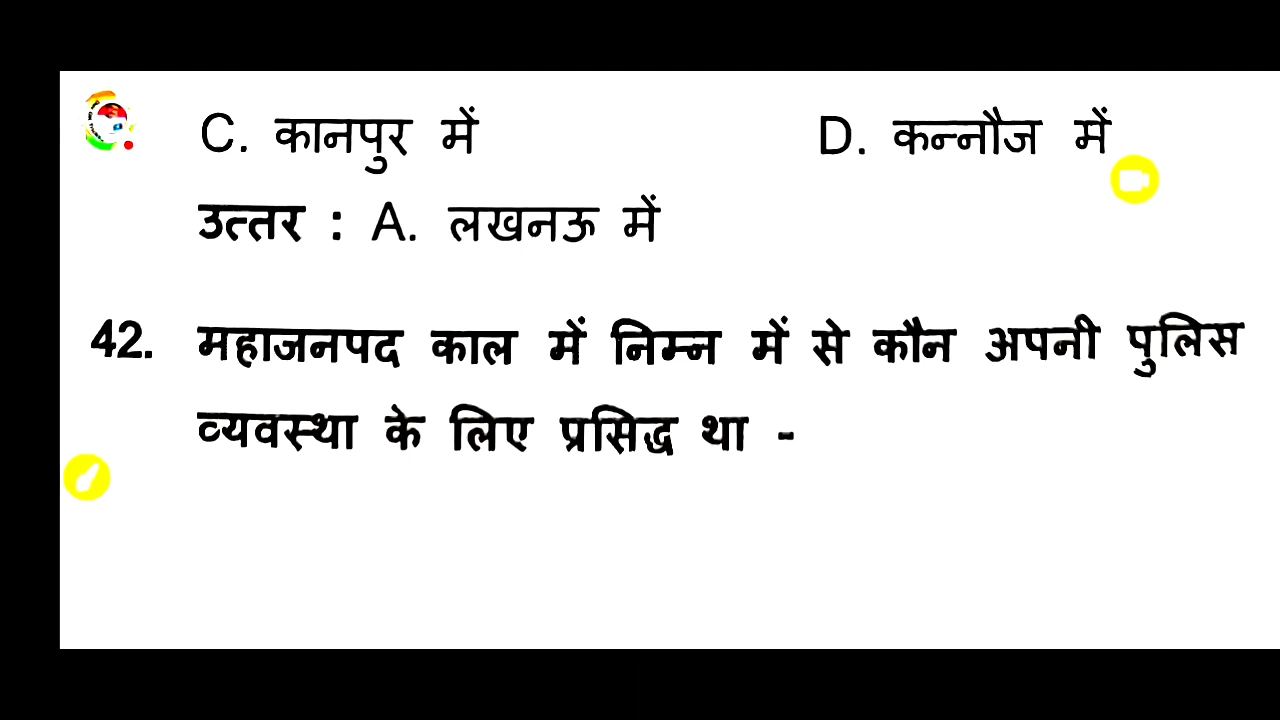 C. कानपुर में D. कन्नौज में
उत्तर : A. लखनऊ में
42. महाजनपद काल में निम्न में से कौन अपनी पुलिस
व्यवस्था के लिए प्रसिद्ध था -